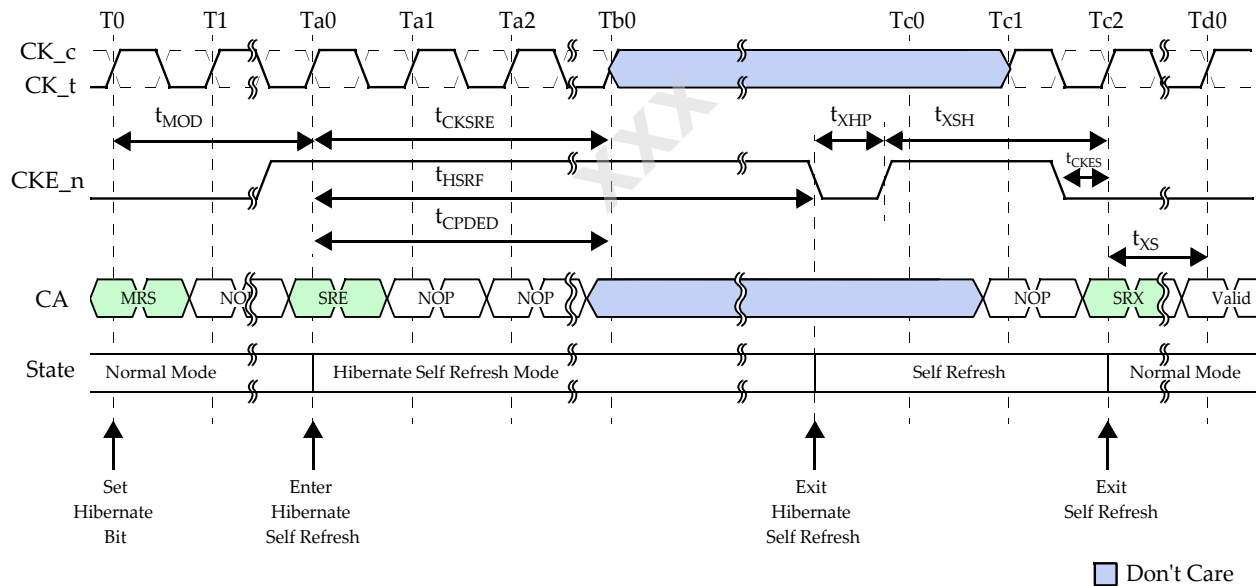 T0 T1 Ta0 Ta1 Ta2 Tb0 Tc0 Tc1 Tc2 Td0
CK_c
CK_t
tMOD tCKSRE tXHP tXSH
CKE_n
tHSRF
tCKES
tCPDED
tXS
CA MRS NOP SRE NOP NOP NOP SRX Valid
State Normal Mode Hibernate Self Refresh Mode Self Refresh Normal Mode
Set
Hibernate
Bit
Enter
Hibernate
Self Refresh
Exit
Hibernate
Self Refresh
Exit
Self Refresh
Don't Care
XXX